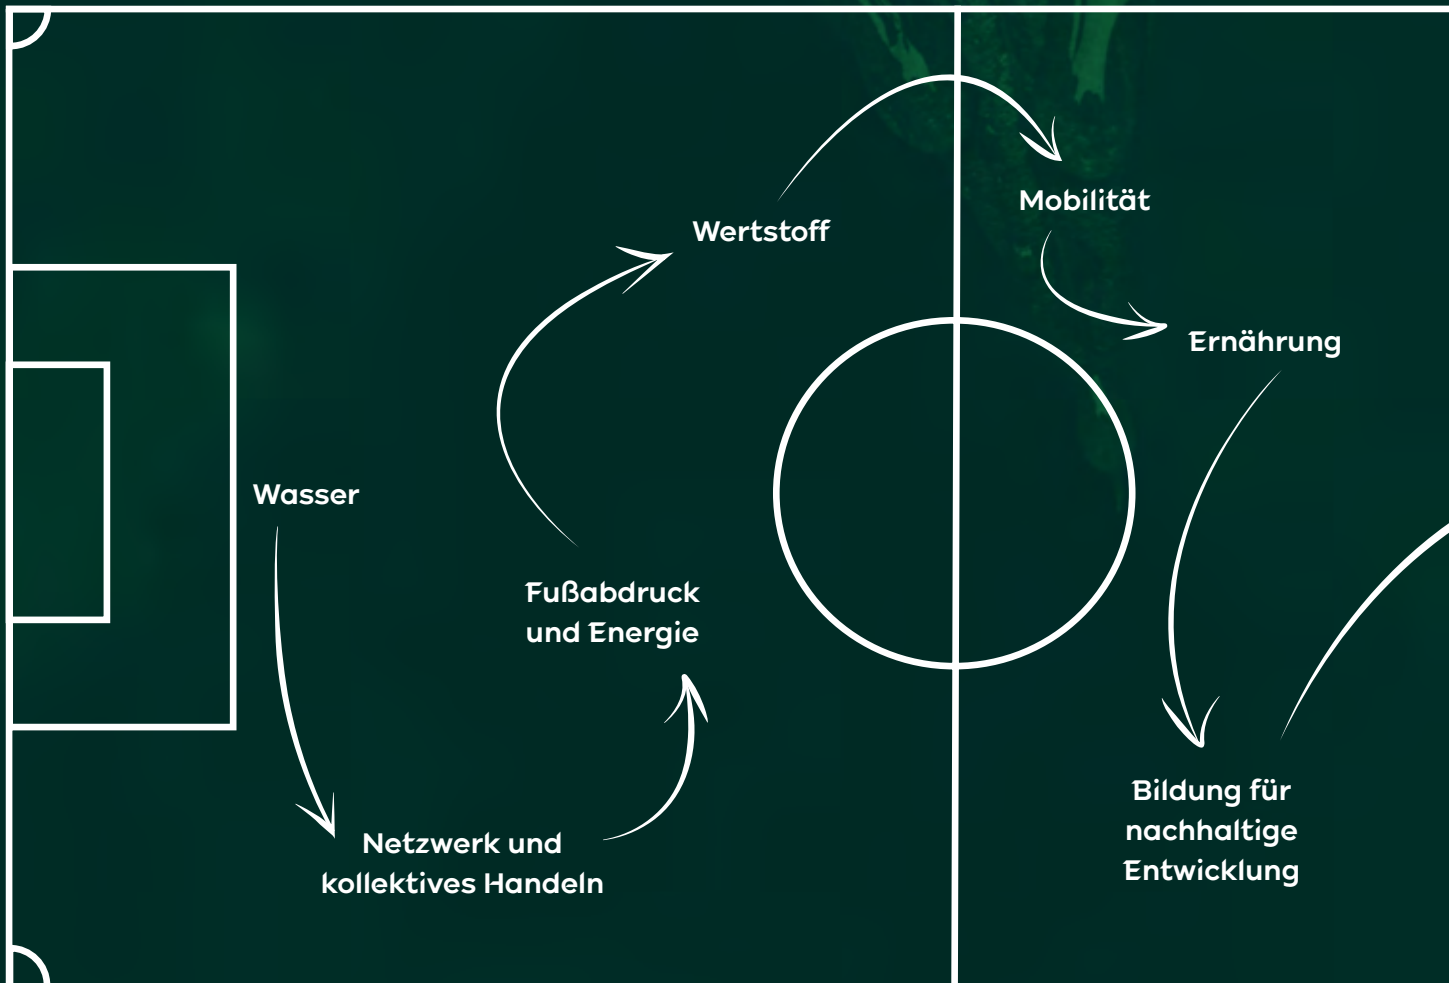 Mobilität
Wertstoff
Ernährung
Wasser
Fußabdruck
und Energie
Netzwerk und
kollektives Handeln
Bildung für
nachhaltige
Entwicklung